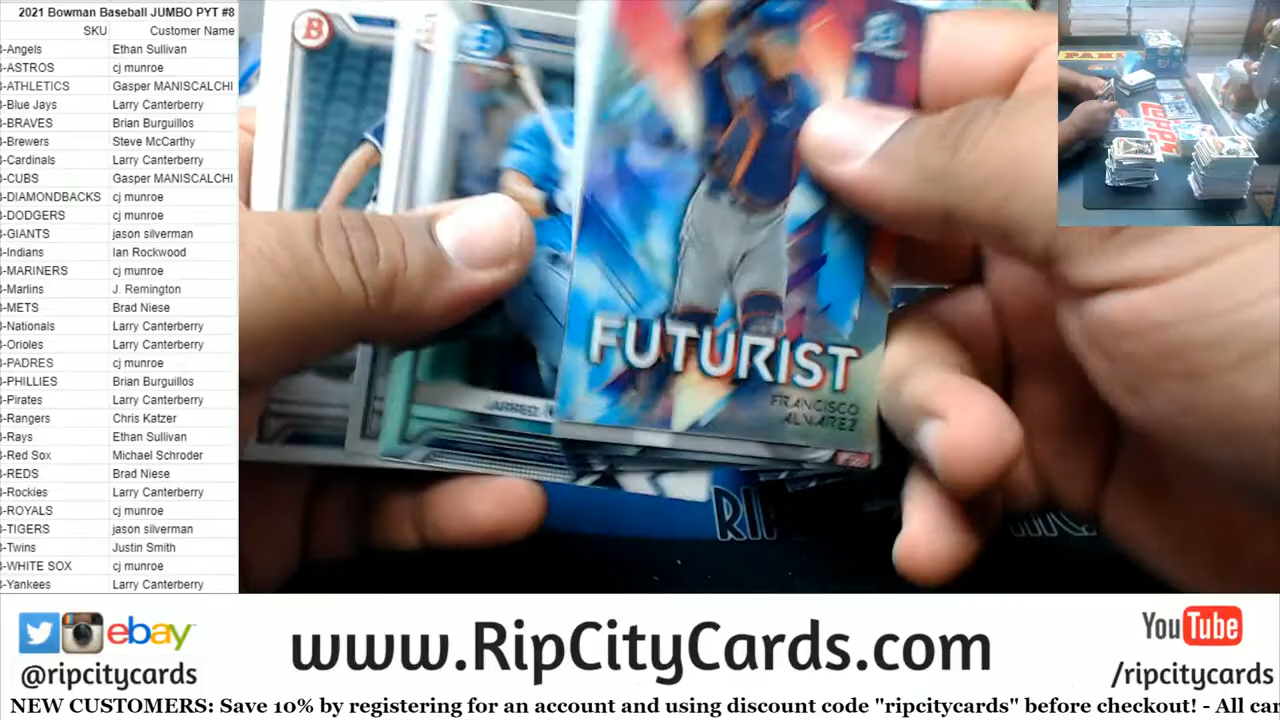 2021 Bowman Baseball JUMBO PYT #8
SKU Customer Name
-Angels Ethan Sullivan
-ASTROS cj munroe
-ATHLETICS Gasper MANISCALCHI
-Blue Jays Larry Canterberry
-BRAVES Brian Burguillos
-Brewers Steve McCarthy
-Cardinals Larry Canterberry
-CUBS Gasper MANISCALCHI
-DIAMONDBACKS cj munroe
-DODGERS cj munroe
-GIANTS jason silverman
-Indians Ian Rockwood
-MARINERS cj munroe
-Marlins J. Remington
-METS Brad Niese
-Nationals Larry Canterberry
-Orioles Larry Canterberry
-PADRES cj munroe
-PHILLIES Brian Burguillos
-Pirates Larry Canterberry
-Rangers Chris Katzer
-Rays Ethan Sullivan
-Red Sox Michael Schroder
-REDS Brad Niese
-Rockies Larry Canterberry
-ROYALS cj munroe
-TIGERS jason silverman
-Twins Justin Smith
-WHITE SOX cj munroe
-Yankees Larry Canterberry
B
FUTURIST
FRANCISCO
ALVAREZ
RIP
ebay
@ripcitycards
www.RipCityCards.com
YouTube
/ripcitycards
NEW CUSTOMERS: Save 10% by registering for an account and using discount code "ripcitycards" before checkout! - All